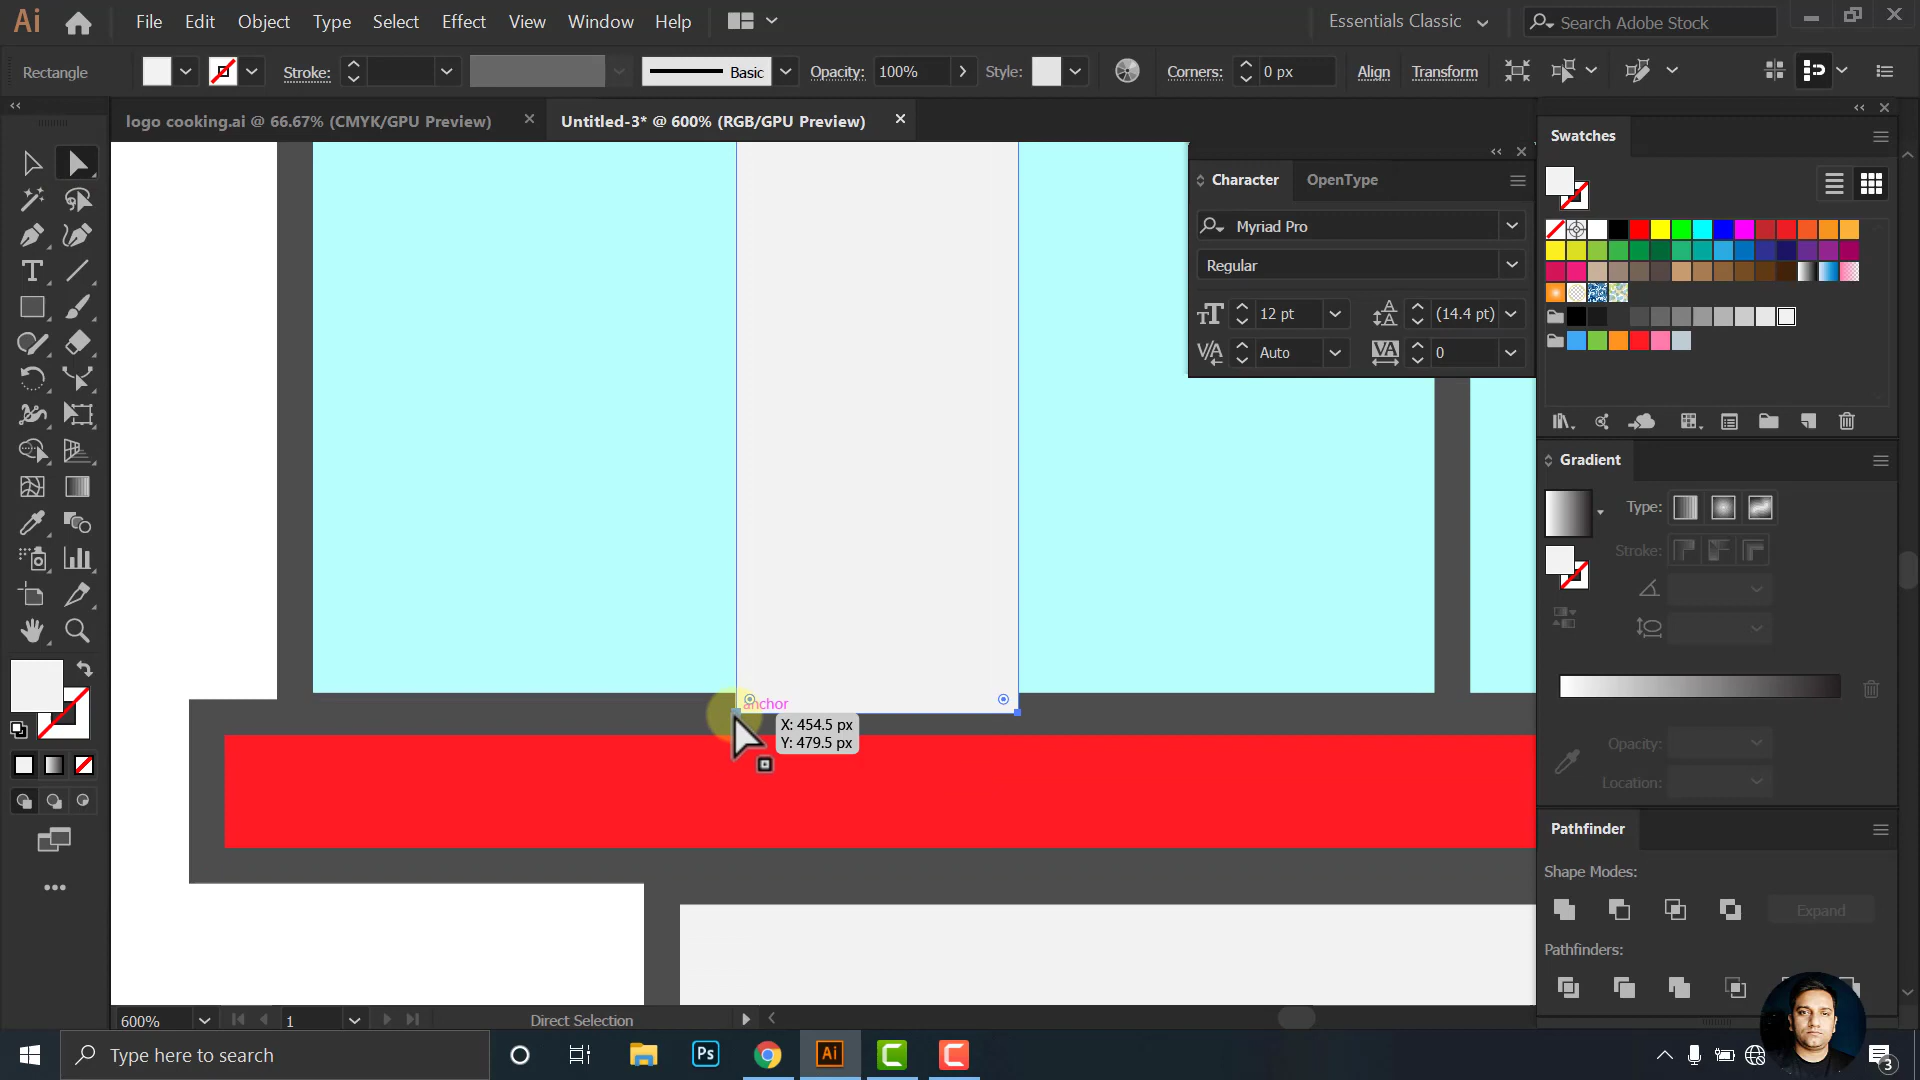 Ai File Edit Object Type Select Effect View Window Help Essentials Classic Search Adobe Stock
Rectangle Stroke: Basic Opacity: 100% Style: Corners: 0 px Align Transform
logo cooking.ai @ 66.67% (CMYK/GPU Preview) Untitled-3* @ 600% (RGB/GPU Preview)
Swatches
Character OpenType
Myriad Pro
Regular
12 pt (14.4 pt)
Auto 0
Gradient
Type:
Stroke:
Opacity:
Location:
anchor
X: 454.5 px
Y: 479.5 px
Pathfinder
Shape Modes:
Expand
Pathfinders:
600% 1 Direct Selection
Type here to search Ps Ai 3